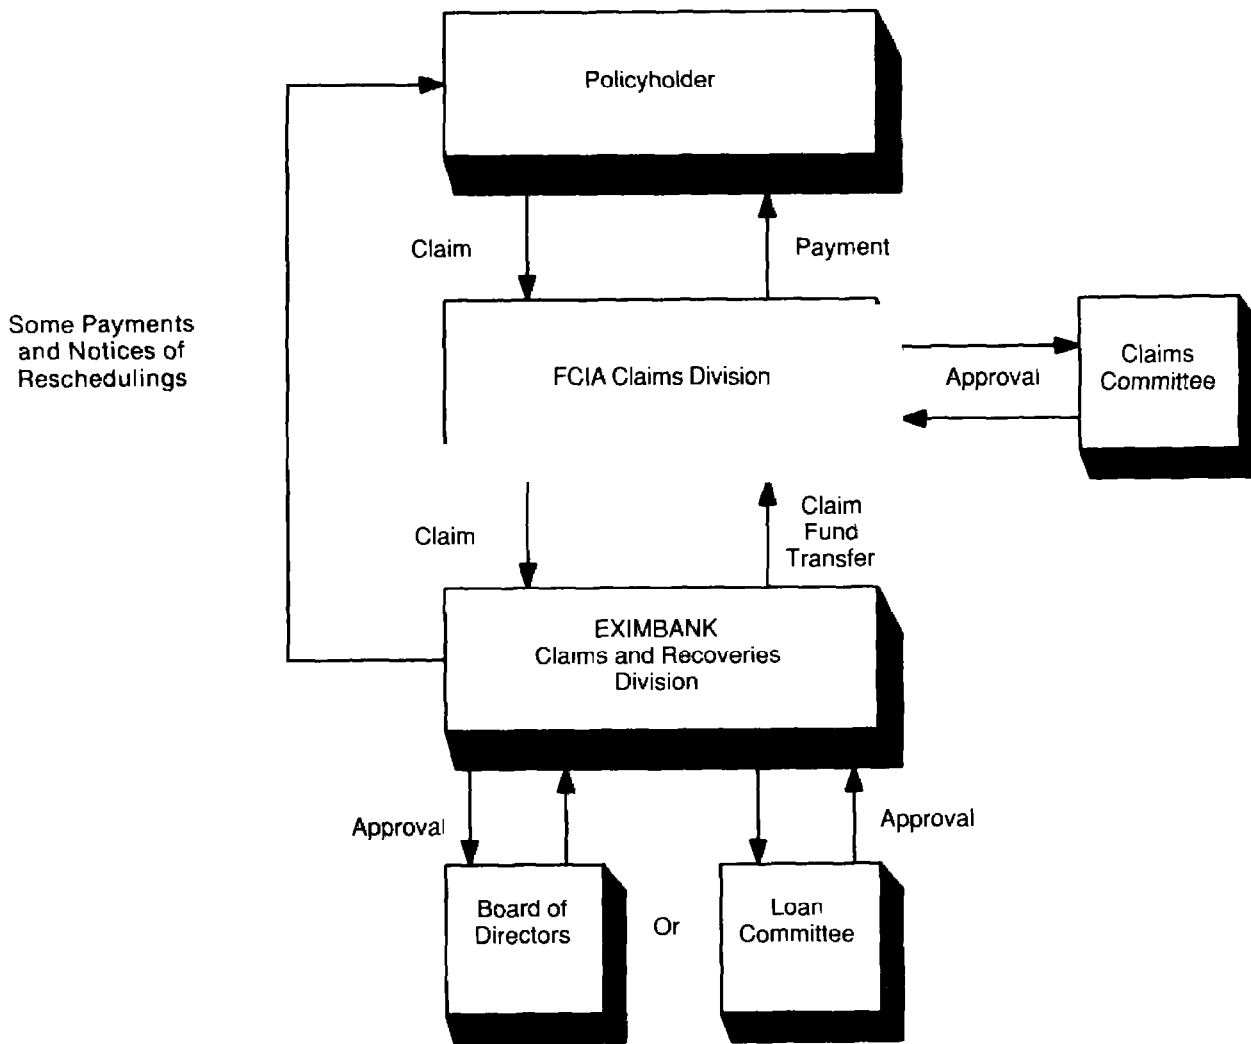 Policyholder
Claim
Payment
Some Payments
and Notices of
Reschedulings
FCIA Claims Division
Approval
Claims
Committee
Claim
Claim
Fund
Transfer
EXIMBANK
Claims and Recoveries
Division
Approval
Approval
Board of
Directors
Or
Loan
Committee